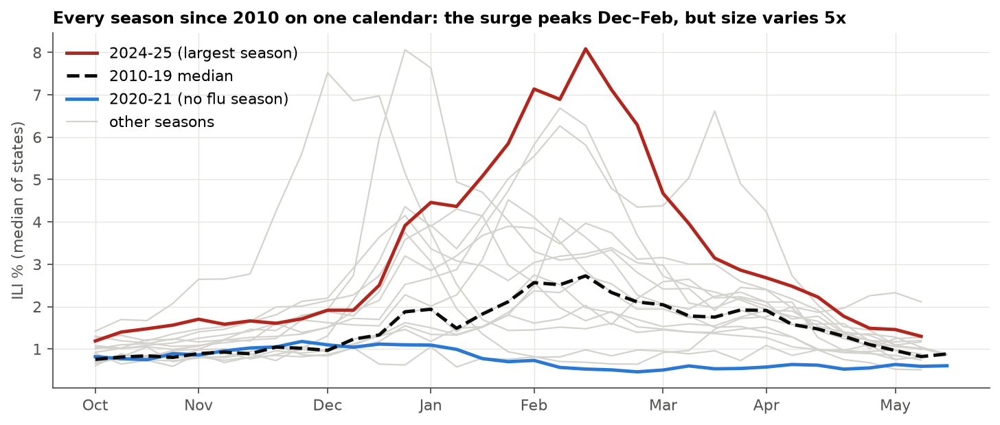 Every season since 2010 on one calendar: the surge peaks Dec–Feb, but size varies 5x
2024-25 (largest season)
2010-19 median
2020-21 (no flu season)
other seasons
ILI % (median of states)
8
7
6
5
4
3
2
1
Oct
Nov
Dec
Jan
Feb
Mar
Apr
May